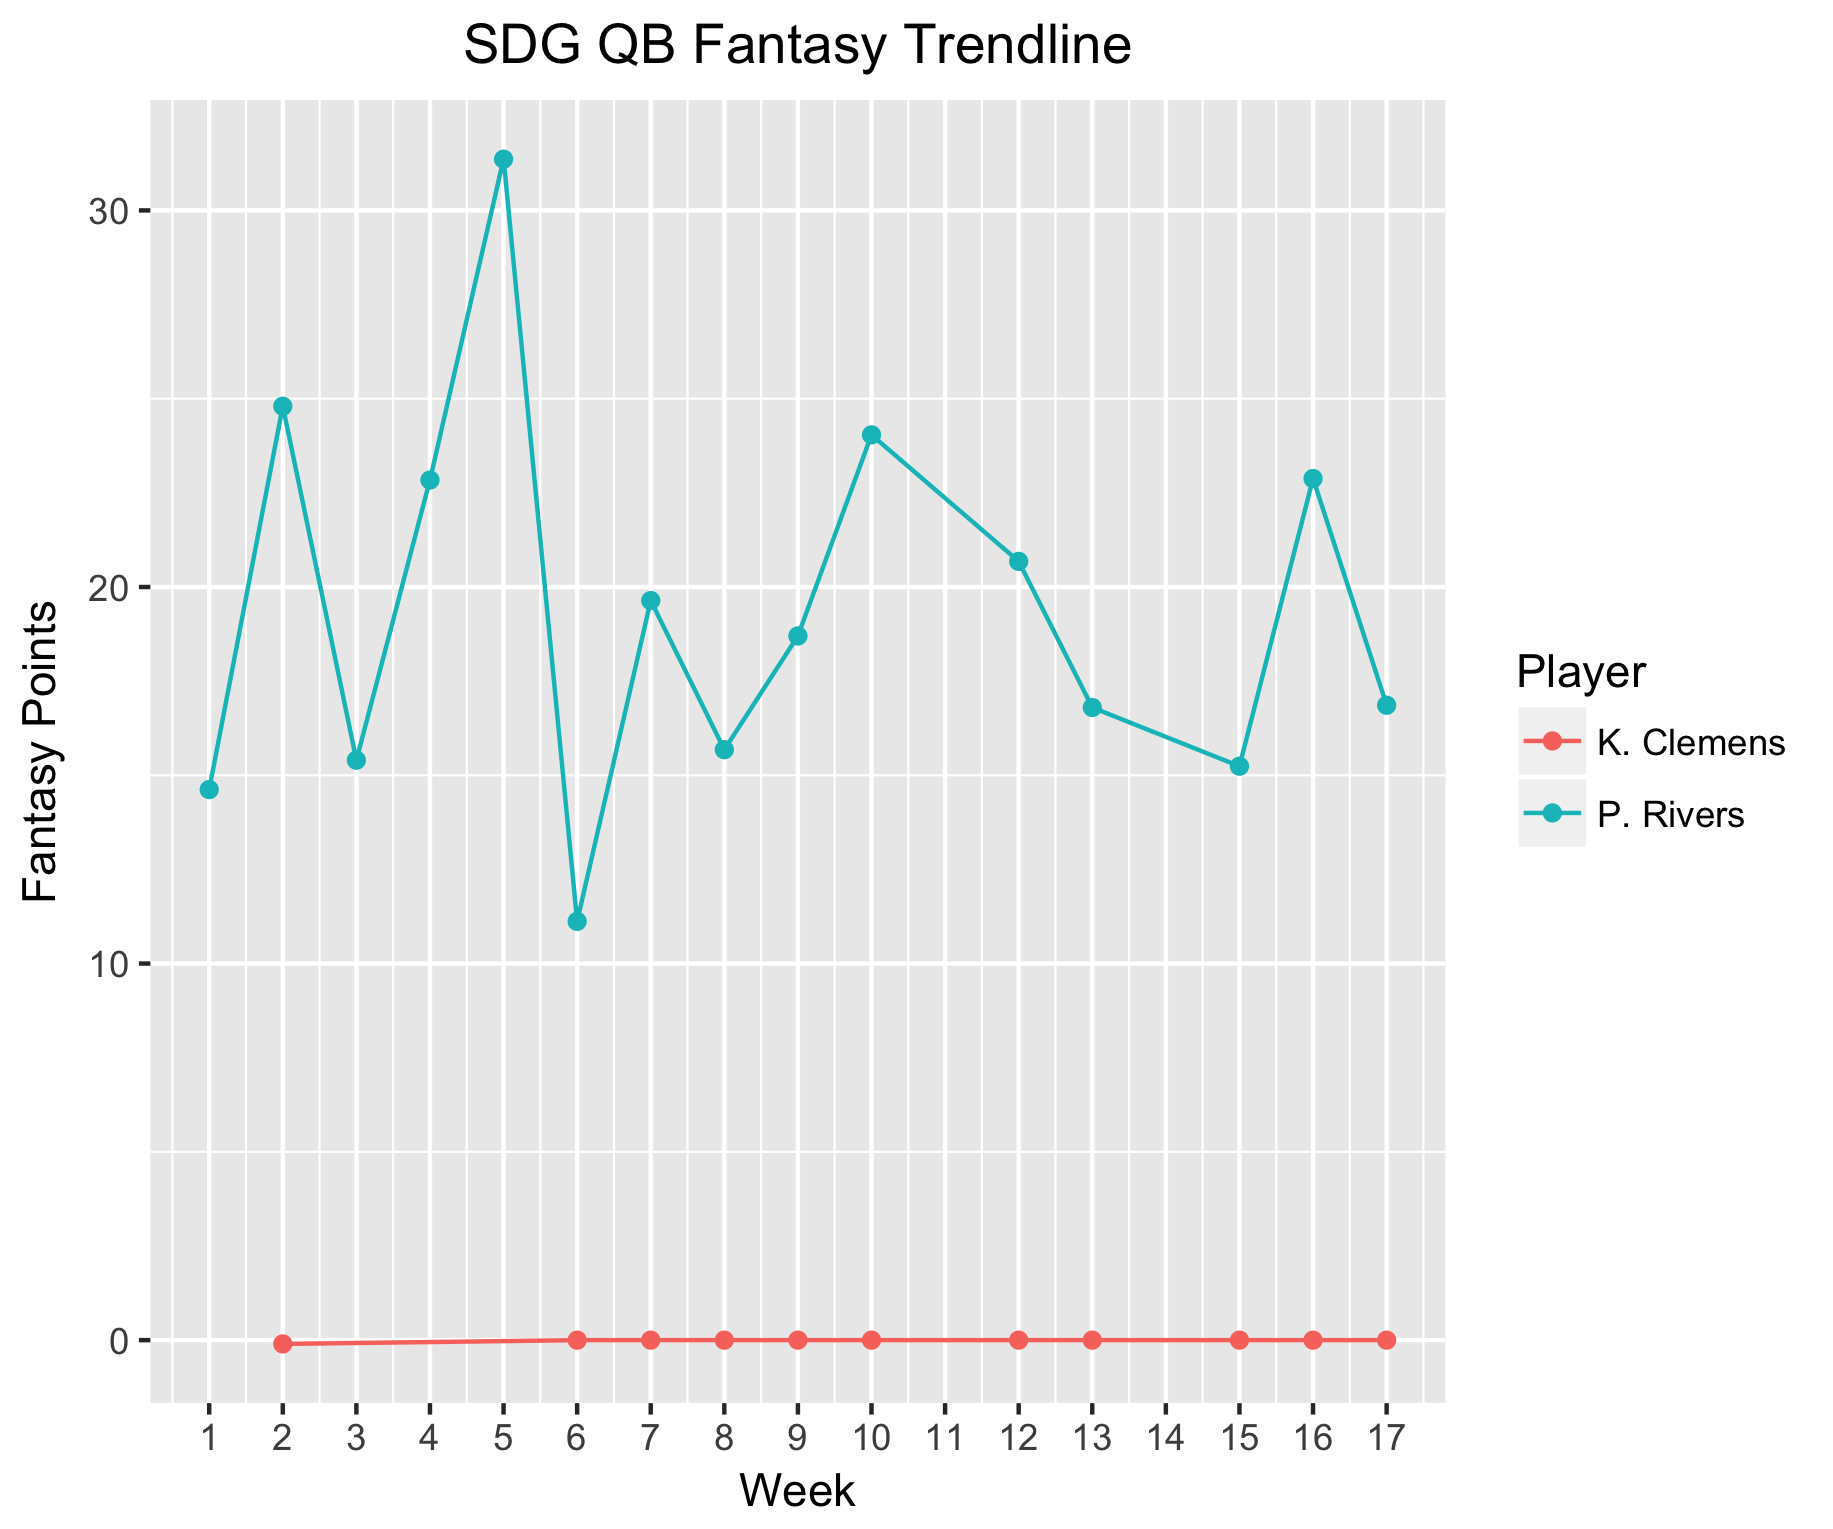 SDG QB Fantasy Trendline
Fantasy Points
30
20
10
0
1 2 3 4 5 6 7 8 9 10 11 12 13 14 15 16 17
Week
Player
K. Clemens
P. Rivers